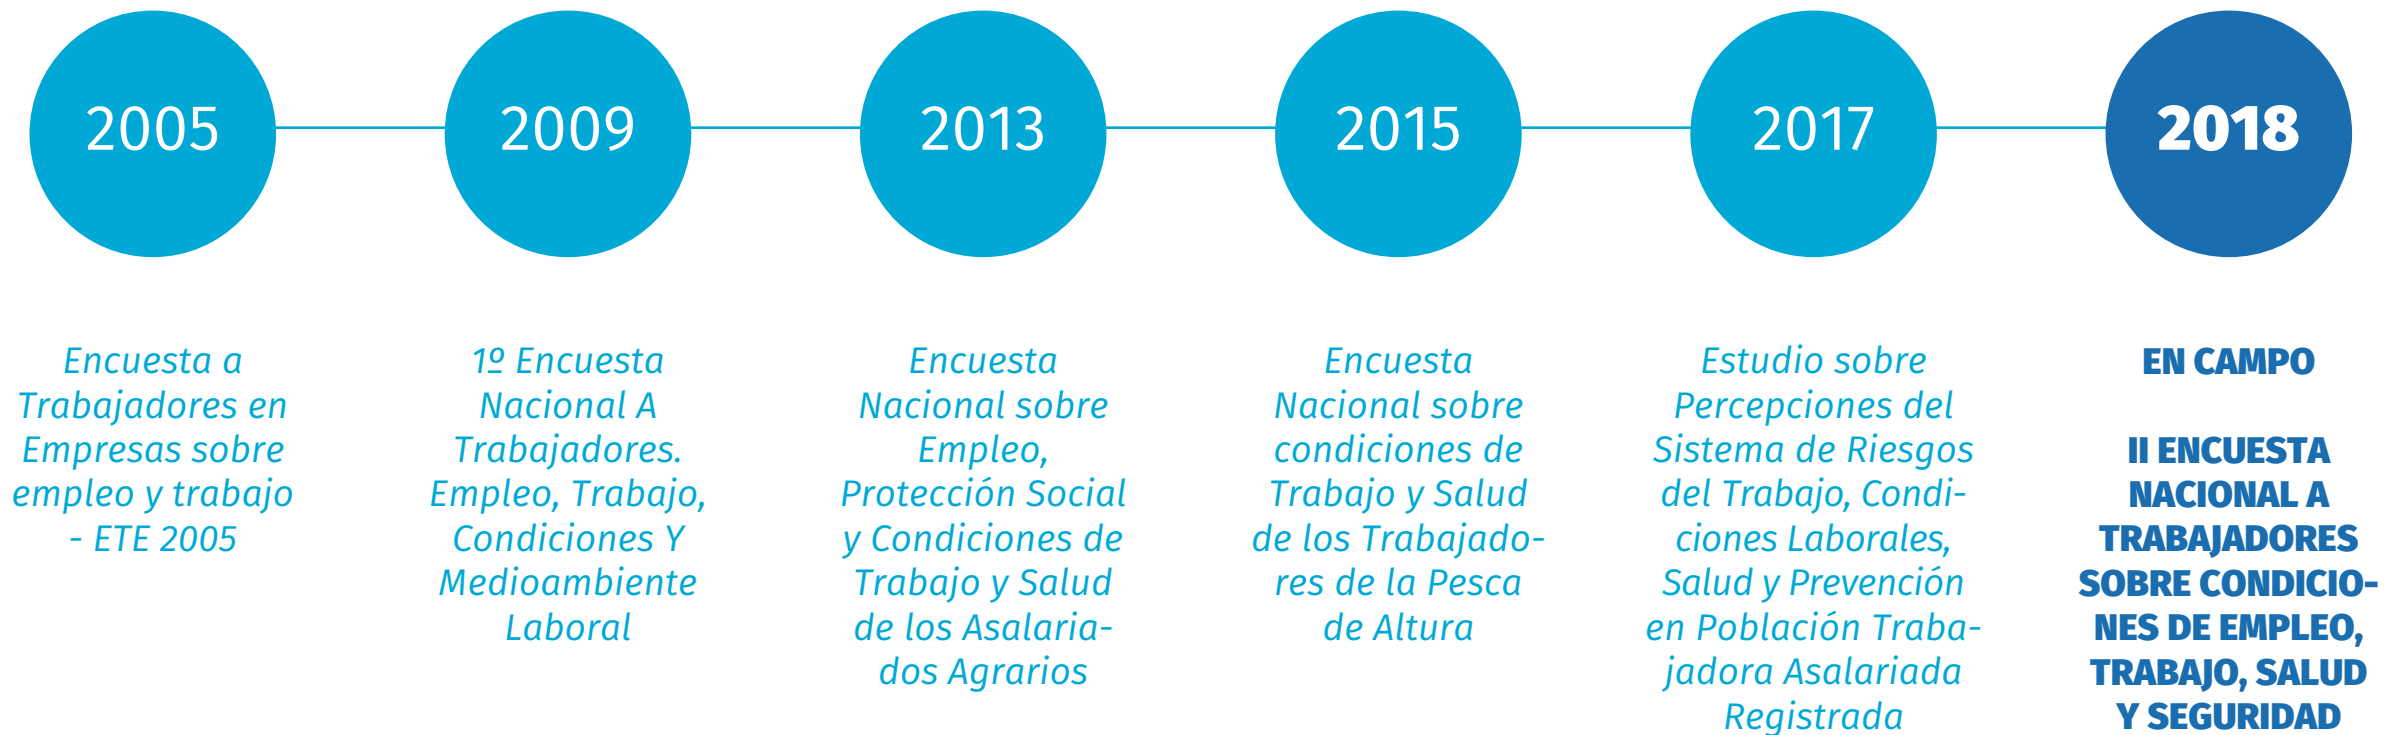 2005
2009
2013
2015
2017
2018
Encuesta a
Trabajadores en
Empresas sobre
empleo y trabajo
- ETE 2005
1º Encuesta
Nacional A
Trabajadores.
Empleo, Trabajo,
Condiciones Y
Medioambiente
Laboral
Encuesta
Nacional sobre
Empleo,
Protección Social
y Condiciones de
Trabajo y Salud
de los Asalaria-
dos Agrarios
Encuesta
Nacional sobre
condiciones de
Trabajo y Salud
de los Trabajado-
res de la Pesca
de Altura
Estudio sobre
Percepciones del
Sistema de Riesgos
del Trabajo, Condi-
ciones Laborales,
Salud y Prevención
en Población Traba-
jadora Asalariada
Registrada
EN CAMPO
II ENCUESTA
NACIONAL A
TRABAJADORES
SOBRE CONDICIO-
NES DE EMPLEO,
TRABAJO, SALUD
Y SEGURIDAD